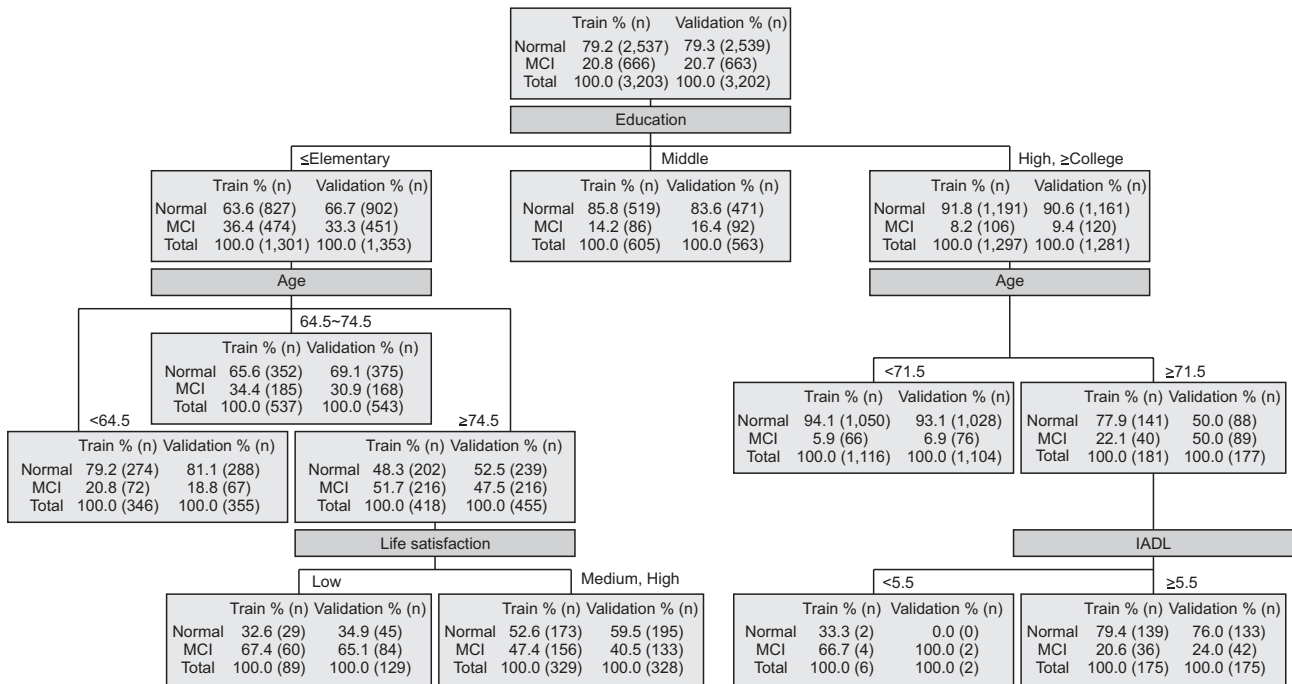 Train % (n) Validation % (n)
Normal 79.2 (2,537) 79.3 (2,539)
MCI 20.8 (666) 20.7 (663)
Total 100.0 (3,203) 100.0 (3,202)
Education
≤Elementary
Train % (n) Validation % (n)
Normal 63.6 (827) 66.7 (902)
MCI 36.4 (474) 33.3 (451)
Total 100.0 (1,301) 100.0 (1,353)
Age
Middle
Train % (n) Validation % (n)
Normal 85.8 (519) 83.6 (471)
MCI 14.2 (86) 16.4 (92)
Total 100.0 (605) 100.0 (563)
High, ≥College
Train % (n) Validation % (n)
Normal 91.8 (1,191) 90.6 (1,161)
MCI 8.2 (106) 9.4 (120)
Total 100.0 (1,297) 100.0 (1,281)
Age
64.5~74.5
Train % (n) Validation % (n)
Normal 65.6 (352) 69.1 (375)
MCI 34.4 (185) 30.9 (168)
Total 100.0 (537) 100.0 (543)
<64.5
Train % (n) Validation % (n)
Normal 79.2 (274) 81.1 (288)
MCI 20.8 (72) 18.8 (67)
Total 100.0 (346) 100.0 (355)
≥74.5
Train % (n) Validation % (n)
Normal 48.3 (202) 52.5 (239)
MCI 51.7 (216) 47.5 (216)
Total 100.0 (418) 100.0 (455)
Life satisfaction
<71.5
Train % (n) Validation % (n)
Normal 94.1 (1,050) 93.1 (1,028)
MCI 5.9 (66) 6.9 (76)
Total 100.0 (1,116) 100.0 (1,104)
≥71.5
Train % (n) Validation % (n)
Normal 77.9 (141) 50.0 (88)
MCI 22.1 (40) 50.0 (89)
Total 100.0 (181) 100.0 (177)
IADL
Low
Train % (n) Validation % (n)
Normal 32.6 (29) 34.9 (45)
MCI 67.4 (60) 65.1 (84)
Total 100.0 (89) 100.0 (129)
Medium, High
Train % (n) Validation % (n)
Normal 52.6 (173) 59.5 (195)
MCI 47.4 (156) 40.5 (133)
Total 100.0 (329) 100.0 (328)
<5.5
Train % (n) Validation % (n)
Normal 33.3 (2) 0.0 (0)
MCI 66.7 (4) 100.0 (2)
Total 100.0 (6) 100.0 (2)
≥5.5
Train % (n) Validation % (n)
Normal 79.4 (139) 76.0 (133)
MCI 20.6 (36) 24.0 (42)
Total 100.0 (175) 100.0 (175)